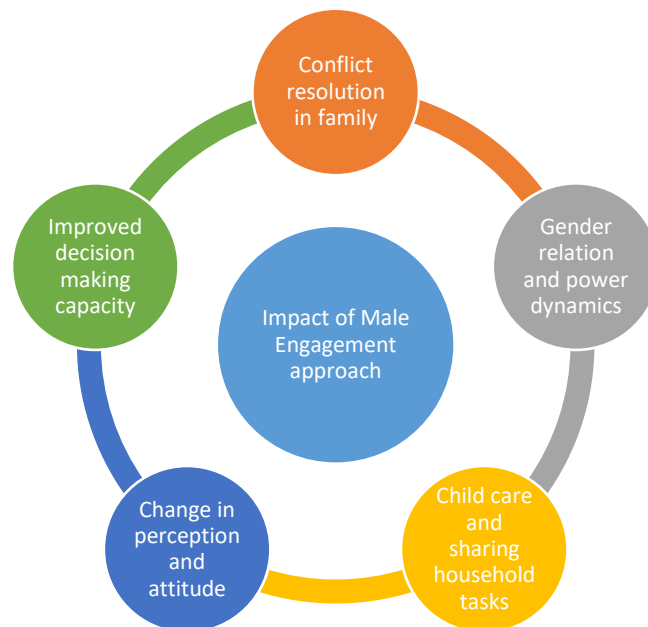 Conflict
resolution
in family
Gender
relation
and power
dynamics
Child care
and
sharing
household
tasks
Change in
perception
and
attitude
Improved
decision
making
capacity
Impact of Male
Engagement
approach